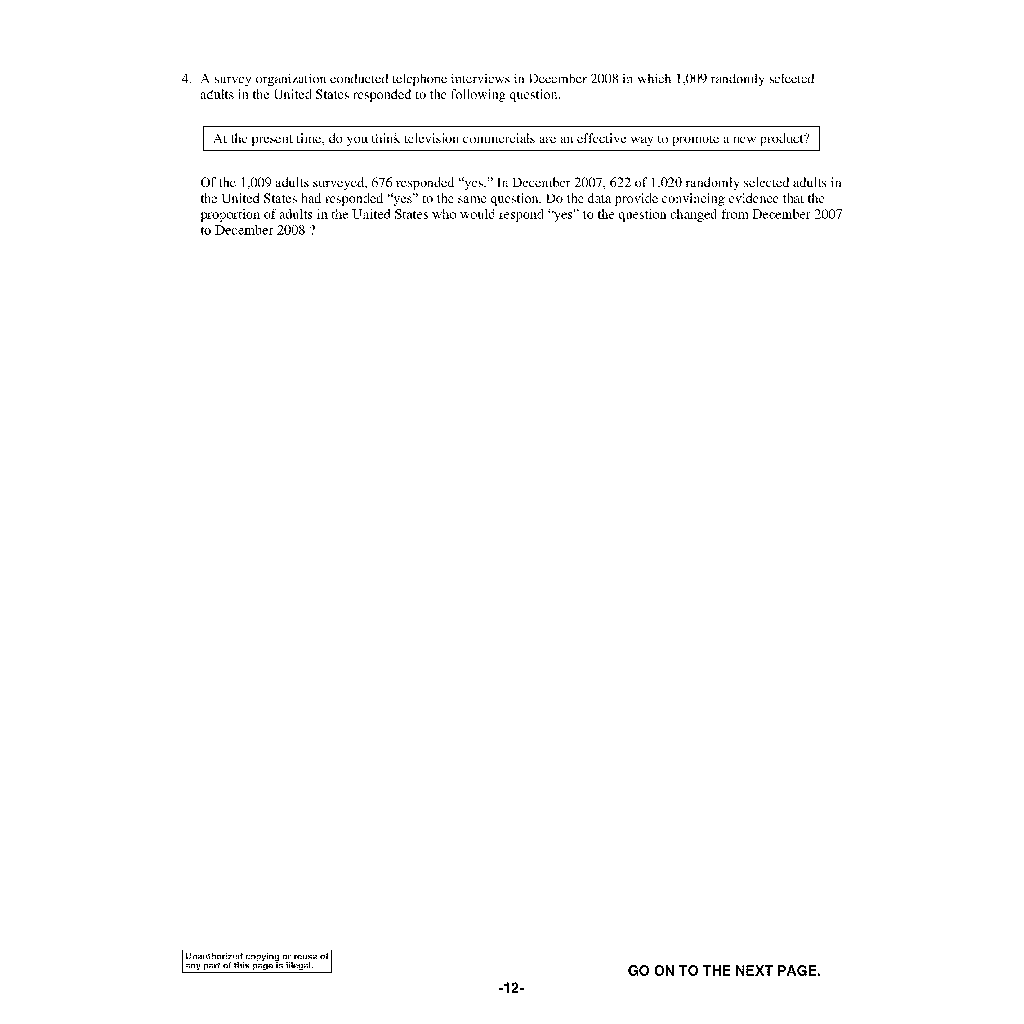 4. A survey organization conducted telephone interviews in December 2008 in which 1,009 randomly selected
adults in the United States responded to the following question.
At the present time, do you think television commercials are an effective way to promote a new product?
Of the 1,009 adults surveyed, 676 responded “yes.” In December 2007, 622 of 1,020 randomly selected adults in
the United States had responded “yes” to the same question. Do the data provide convincing evidence that the
proportion of adults in the United States who would respond “yes” to the question changed from December 2007
to December 2008 ?
Unauthorized copying or reuse of
any part of this page is illegal.
GO ON TO THE NEXT PAGE.
-12-